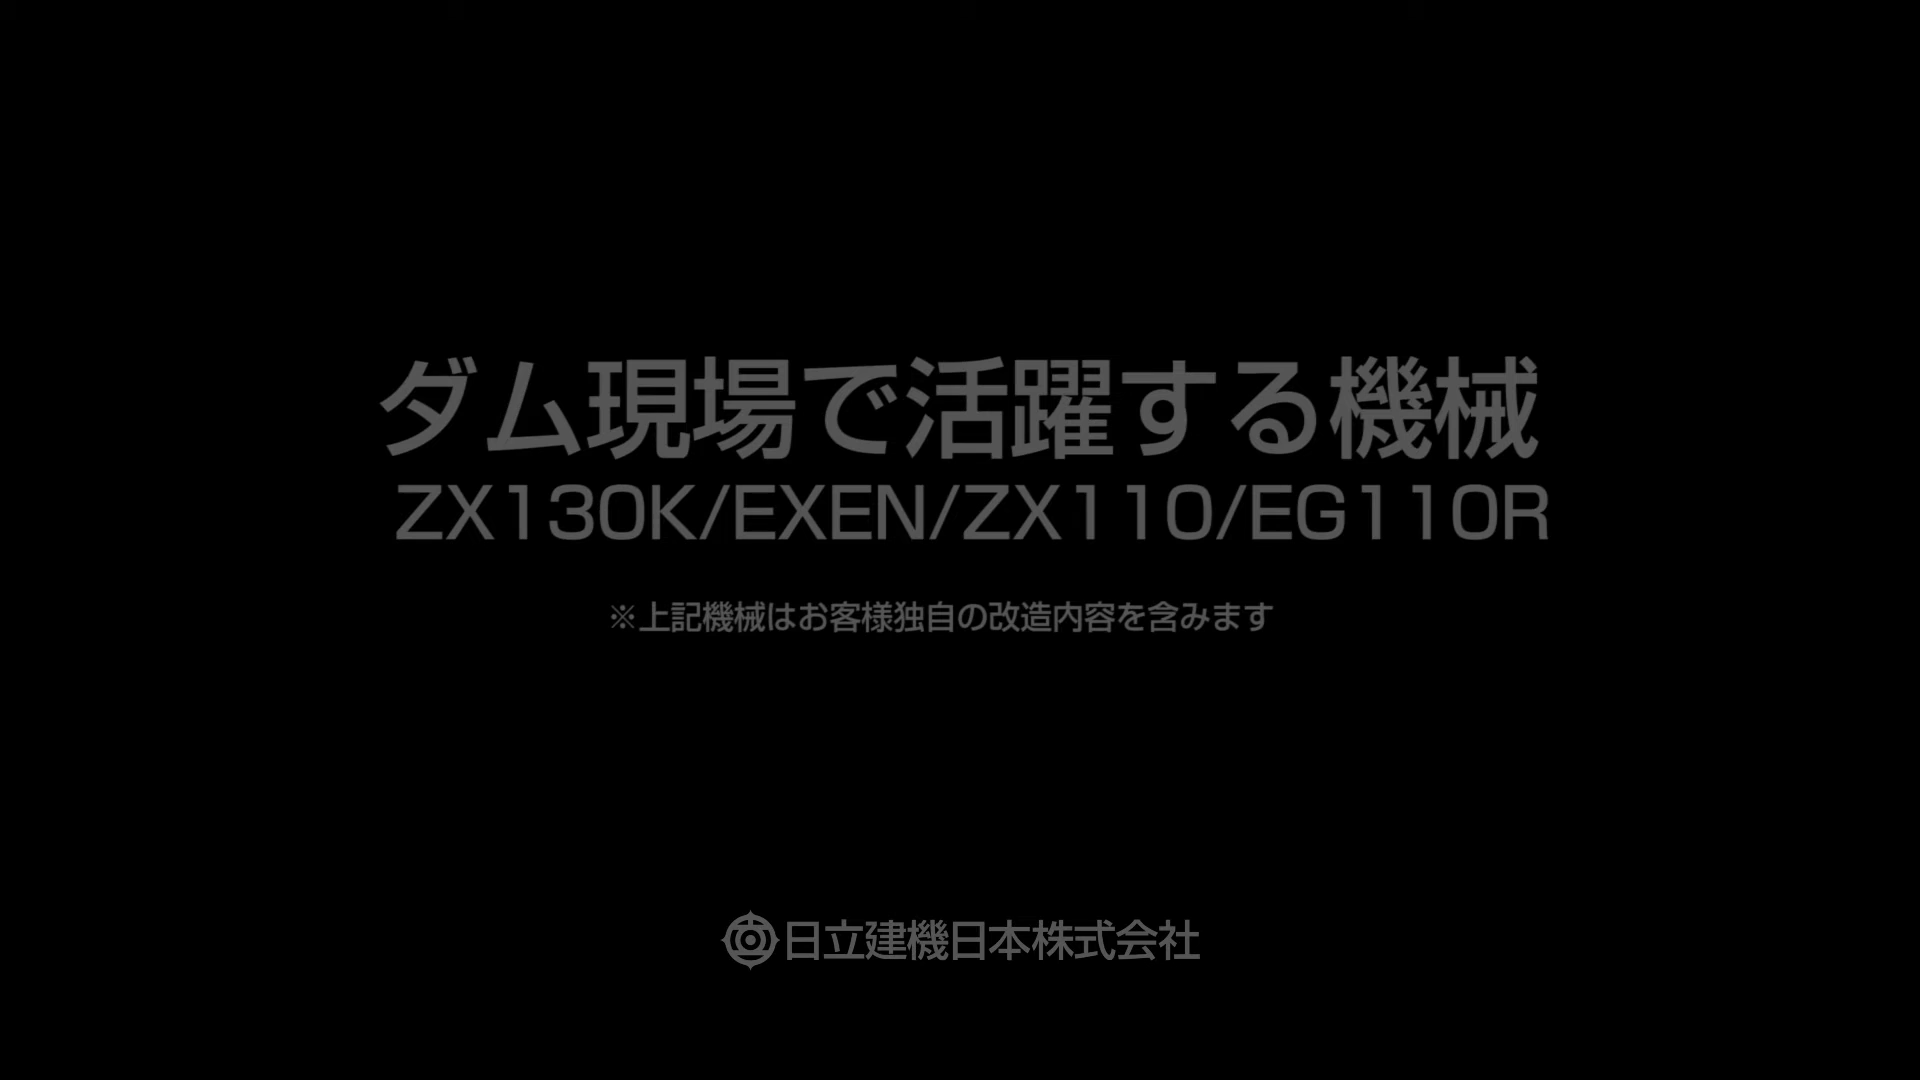 ダム現場で活躍する機械
ZX130K/EXEN/ZX110/EG110R
※上記機械はお客様独自の改造内容を含みます
日立建機日本株式会社